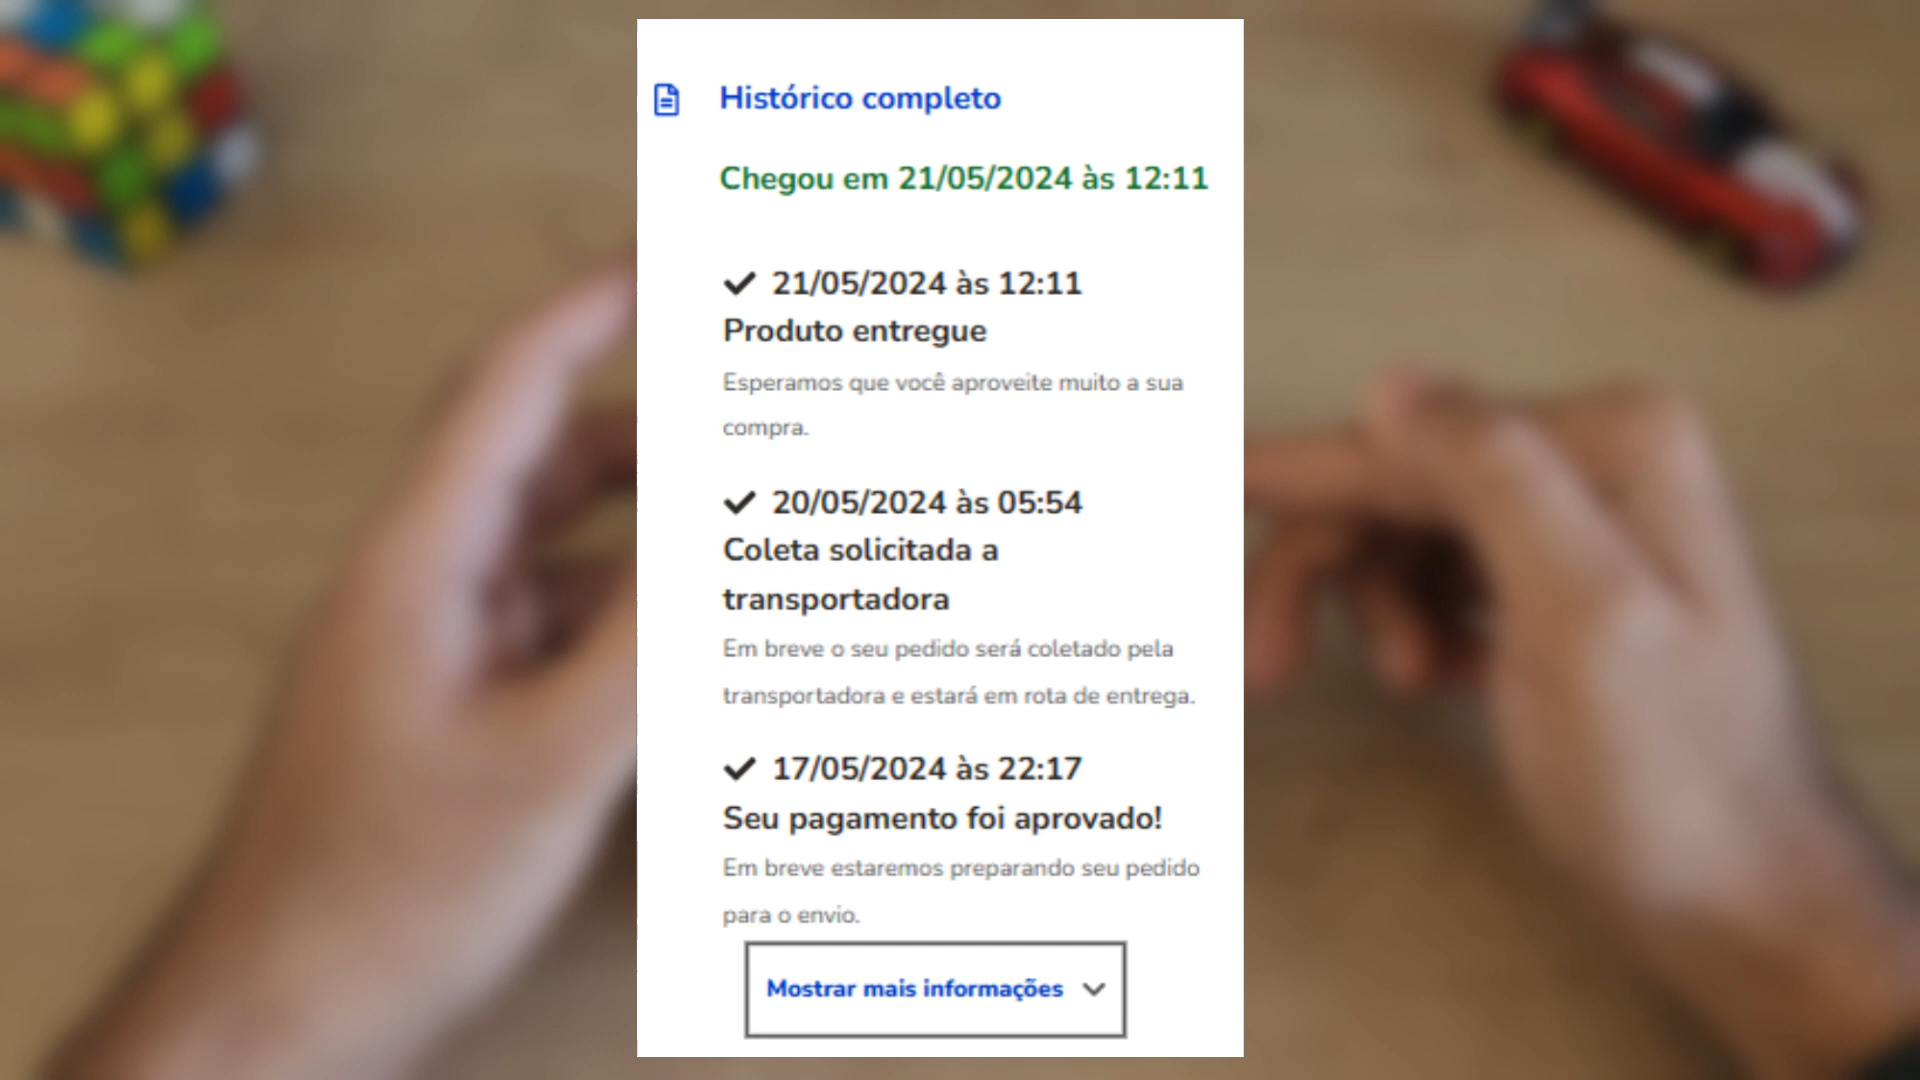 Histórico completo
Chegou em 21/05/2024 às 12:11
21/05/2024 às 12:11
Produto entregue
Esperamos que você aproveite muito a sua
compra.
20/05/2024 às 05:54
Coleta solicitada a
transportadora
Em breve o seu pedido será coletado pela
transportadora e estará em rota de entrega.
17/05/2024 às 22:17
Seu pagamento foi aprovado!
Em breve estaremos preparando seu pedido
para o envio.
Mostrar mais informações